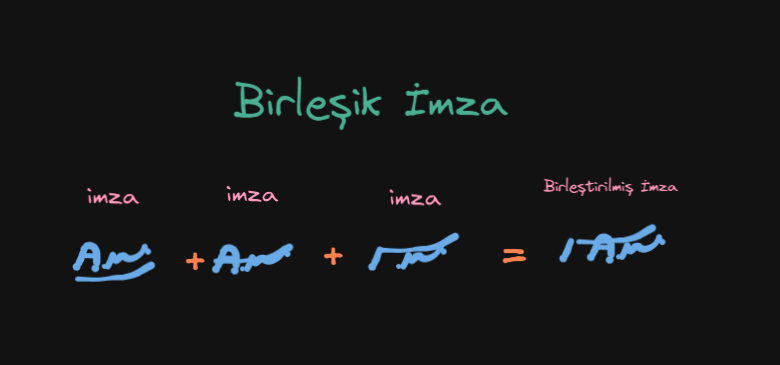 Birleşik İmza
imza imza imza Birleştirilmiş İmza
+ + =